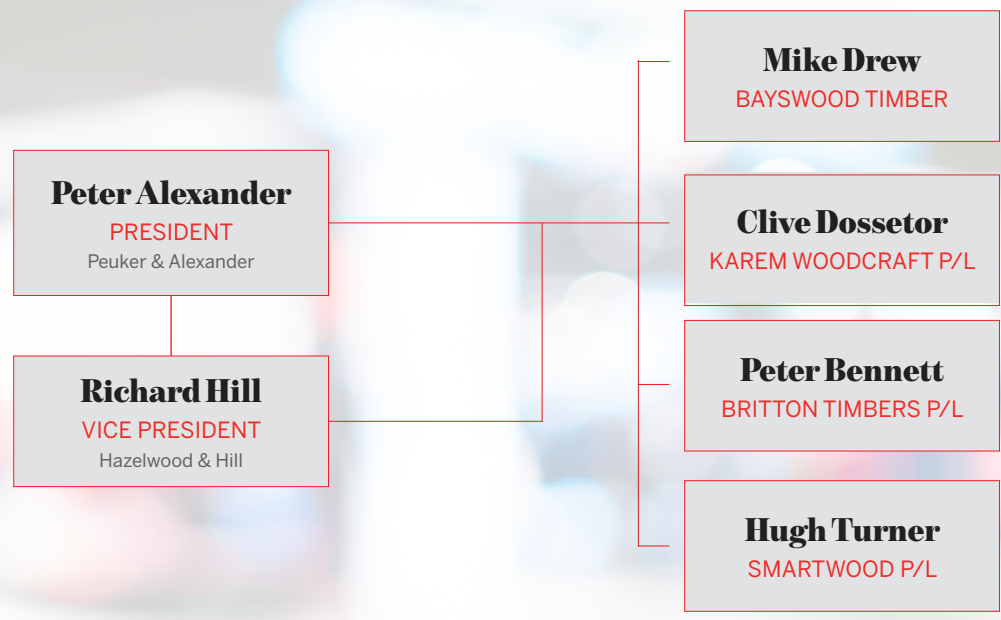 Peter Alexander
PRESIDENT
Peuker & Alexander
Richard Hill
VICE PRESIDENT
Hazelwood & Hill
Mike Drew
BAYSWOOD TIMBER
Clive Dossetor
KAREM WOODCRAFT P/L
Peter Bennett
BRITTON TIMBERS P/L
Hugh Turner
SMARTWOOD P/L